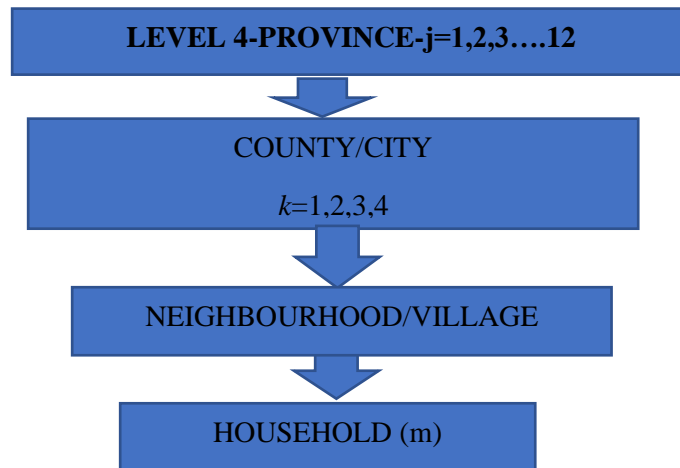 LEVEL 4-PROVINCE-j=1,2,3….12
COUNTY/CITY
k=1,2,3,4
NEIGHBOURHOOD/VILLAGE
HOUSEHOLD (m)